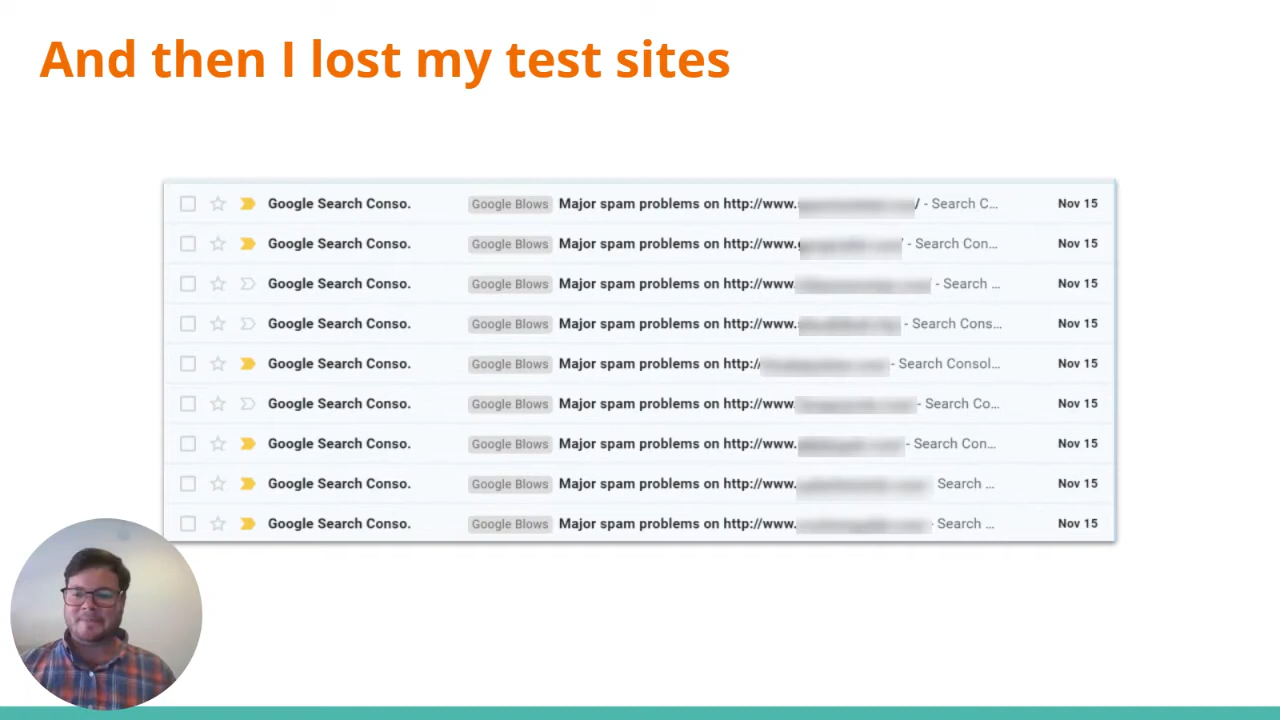 And then I lost my test sites
Google Search Conso. Google Blows Major spam problems on http://www. / - Search C... Nov 15
Google Search Conso. Google Blows Major spam problems on http://www. - Search Con... Nov 15
Google Search Conso. Google Blows Major spam problems on http://www. - Search ... Nov 15
Google Search Conso. Google Blows Major spam problems on http://www. - Search Cons... Nov 15
Google Search Conso. Google Blows Major spam problems on http:// - Search Consol... Nov 15
Google Search Conso. Google Blows Major spam problems on http://www. - Search Co... Nov 15
Google Search Conso. Google Blows Major spam problems on http://www. - Search Con... Nov 15
Google Search Conso. Google Blows Major spam problems on http://www. Search ... Nov 15
Google Search Conso. Google Blows Major spam problems on http://www. - Search ... Nov 15